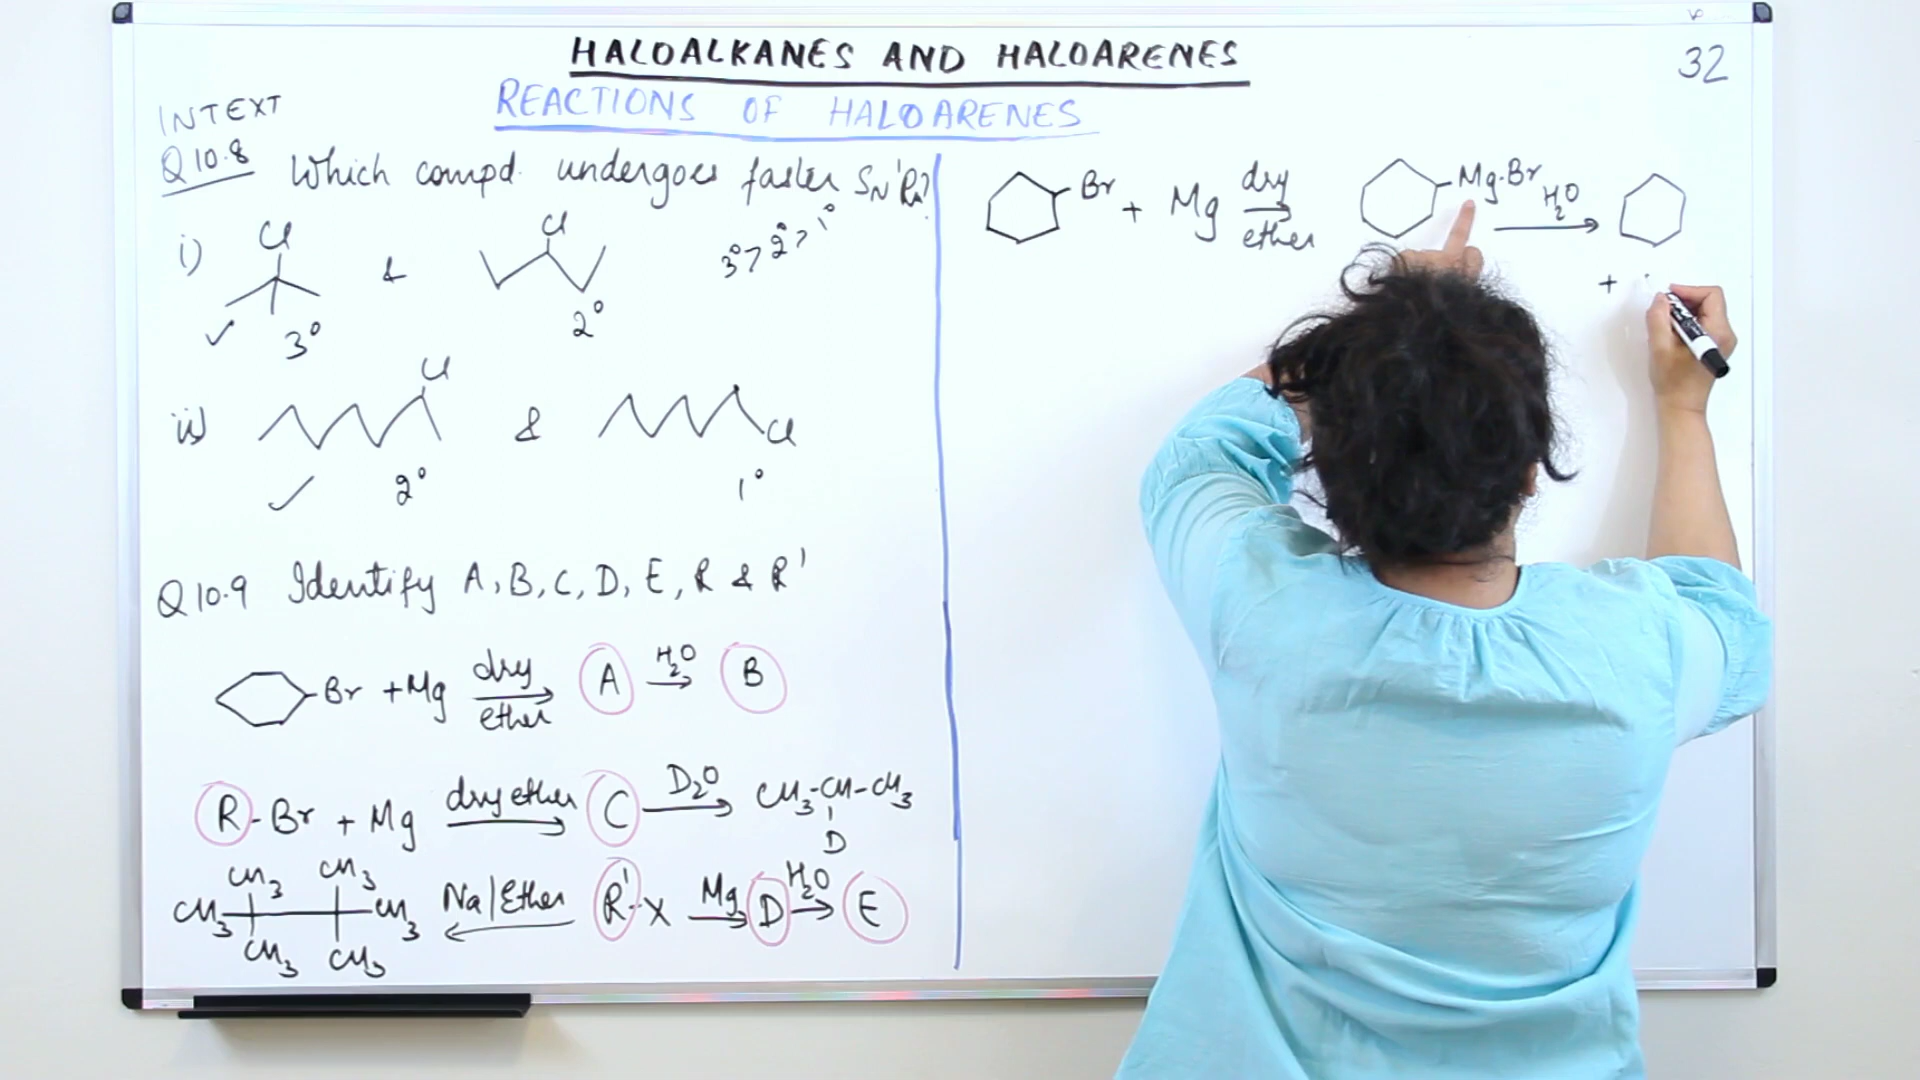 HALOALKANES AND HALOARENES
32
REACTIONS OF HALOARENES
INTEXT
Q10.8 Which compd. undergoes faster SN1 Rn?
i) Cl & Cl 3°>2°>1°
3° 2°
ii) Cl & Cl
2° 1°
Q10.9 Identify A, B, C, D, E, R & R'
Br + Mg dry ether A H2O B
R-Br + Mg dry ether C D2O CH3-CH-CH3
D
CH3 CH3
CH3 CH3 Na/Ether R'-X Mg D H2O E
CH3 CH3
Br + Mg dry ether Mg.Br H2O
+